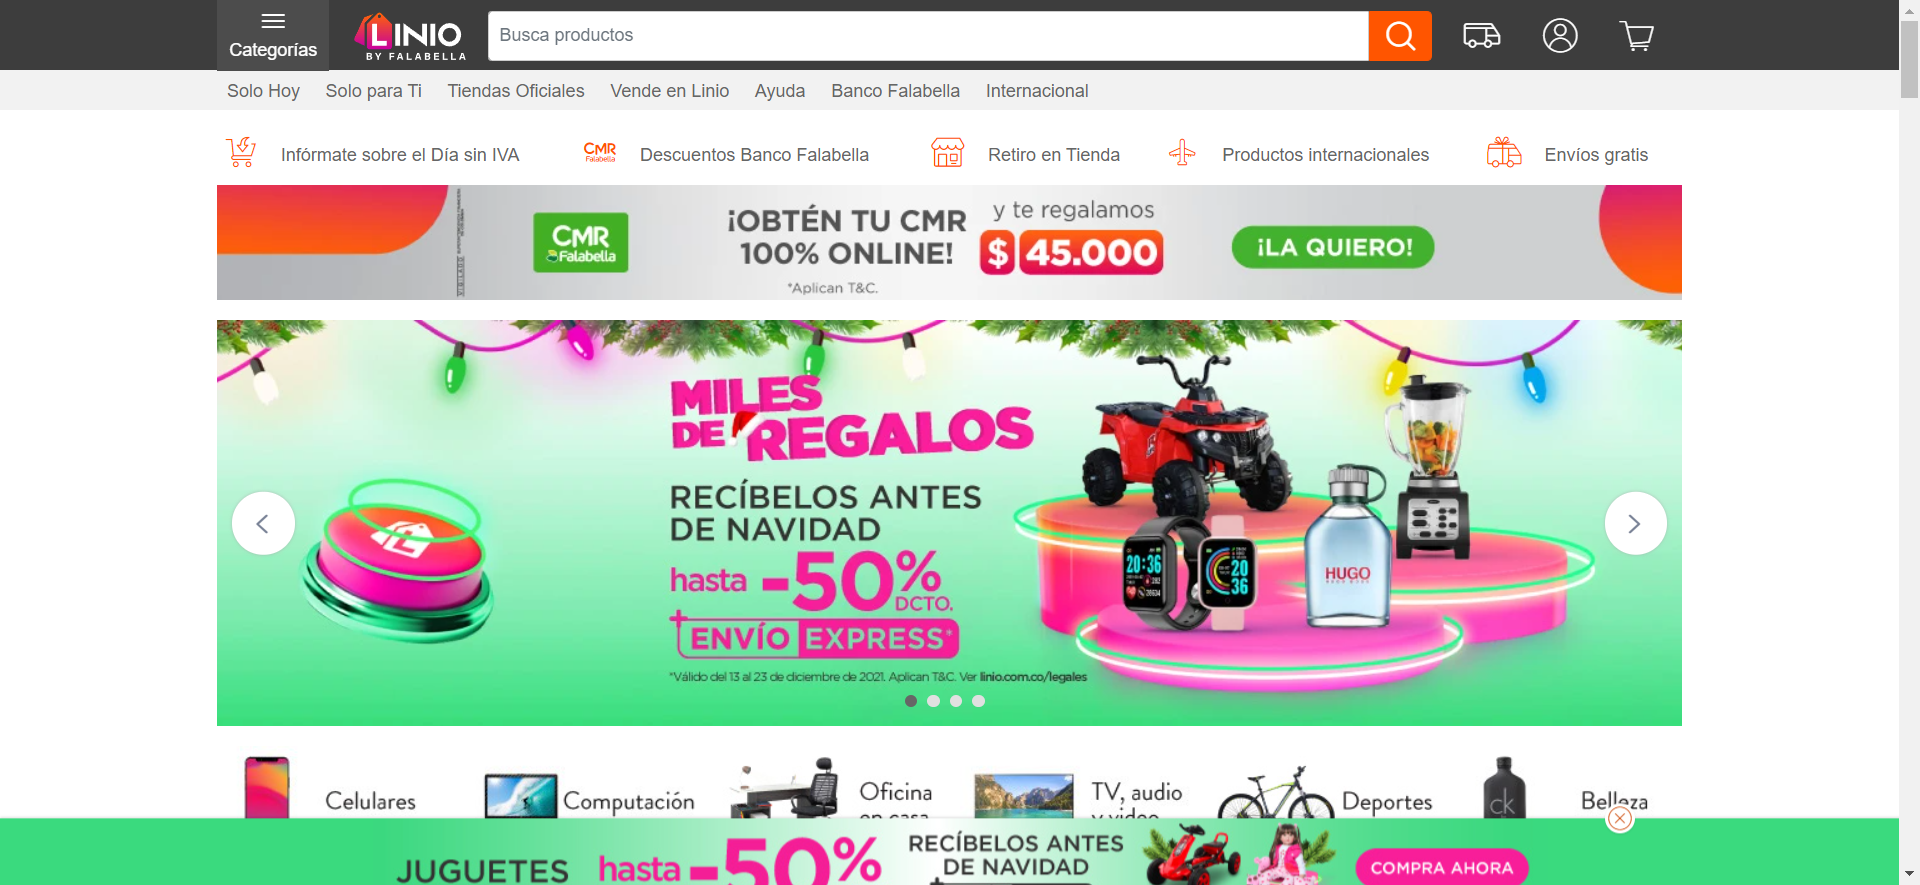 Categorías
LINIO
BY FALABELLA
Busca productos
Solo Hoy
Solo para Ti
Tiendas Oficiales
Vende en Linio
Ayuda
Banco Falabella
Internacional
Infórmate sobre el Día sin IVA
CMR
Falabella
Descuentos Banco Falabella
Retiro en Tienda
Productos internacionales
Envíos gratis
VIGILADO
CMR
Falabella
¡OBTÉN TU CMR
100% ONLINE!
*Aplican T&C.
y te regalamos
$ 45.000
¡LA QUIERO!
MILES
DE REGALOS
RECÍBELOS ANTES
DE NAVIDAD
hasta -50%
DCTO.
+
ENVÍO EXPRESS*
*Válido del 13 al 23 de diciembre de 2021. Aplican T&C. Ver linio.com.co/legales
20:36
20
36
HUGO
Celulares
Computación
Oficina
en casa
TV, audio
y video
Deportes
ck
Belleza
JUGUETES
hasta -50%
RECÍBELOS ANTES
DE NAVIDAD
COMPRA AHORA